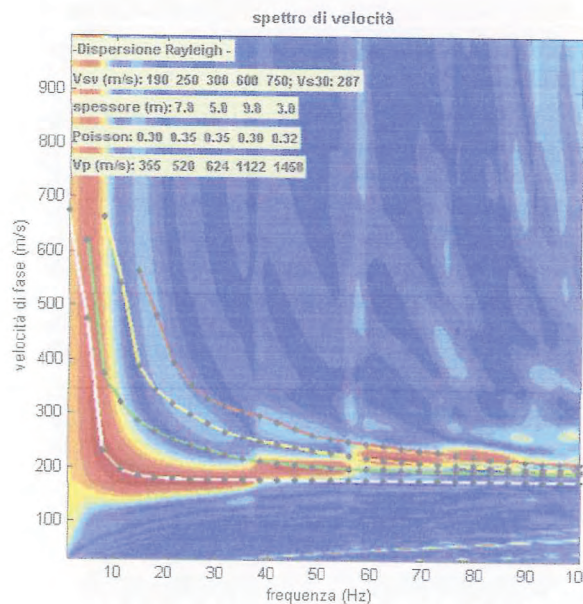 spettro di velocità
-Dispersione Rayleigh -
Vsv (m/s): 190 250 300 600 750; Vs30: 287
spessore (m): 7.8 5.0 9.8 3.0
Poisson: 0.30 0.35 0.35 0.30 0.32
Vp (m/s): 355 520 624 1122 1458
900
800
700
600
500
400
300
200
100
velocità di fase (m/s)
10 20 30 40 50 60 70 80 90 10
frequenza (Hz)